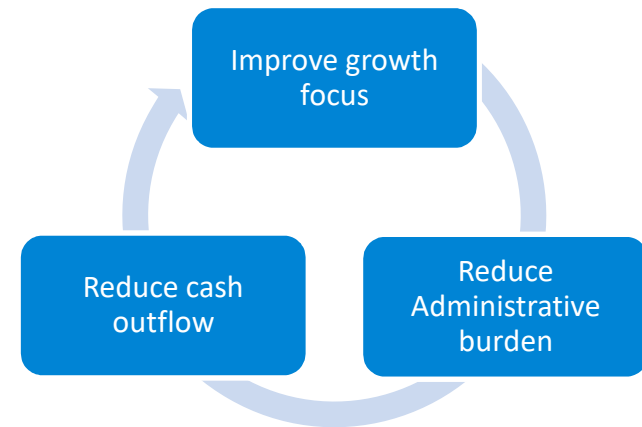 Improve growth
focus
Reduce
Administrative
burden
Reduce cash
outflow